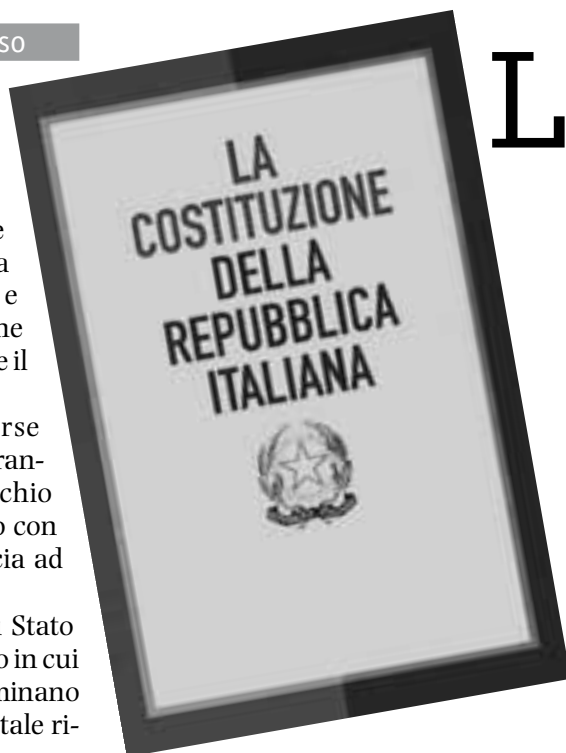 so
e
a
e
ne
e il
rse
ran-
chio
o con
cia ad
Stato
o in cui
minano
tale ri-
LA
COSTITUZIONE
DELLA
REPUBBLICA
ITALIANA
L